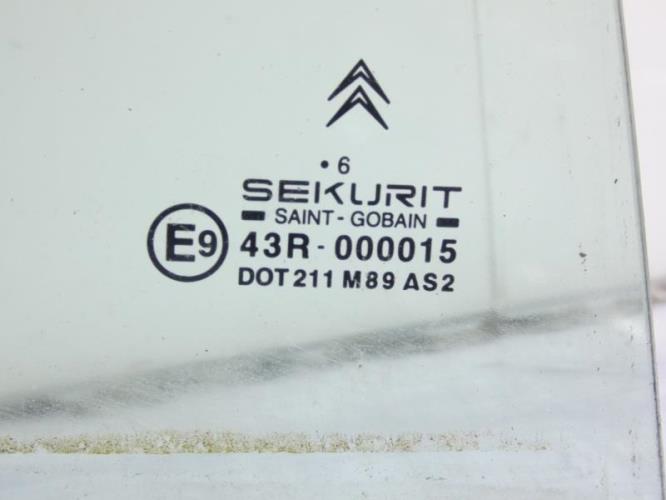 • 6
SEKURIT
SAINT-GOBAIN
E9 43R-000015
DOT 211 M89 AS2